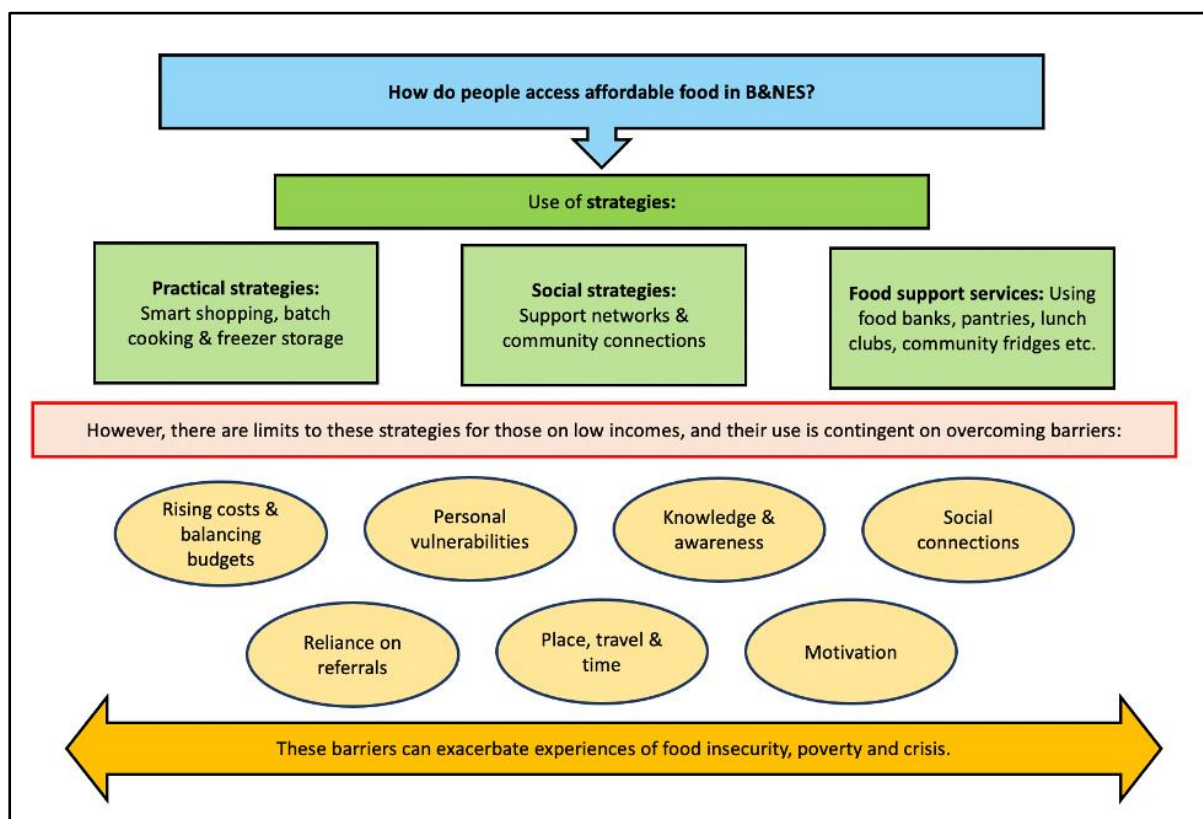 How do people access affordable food in B&NES?
Use of strategies:
Practical strategies:
Smart shopping, batch
cooking & freezer storage
Social strategies:
Support networks &
community connections
Food support services: Using
food banks, pantries, lunch
clubs, community fridges etc.
However, there are limits to these strategies for those on low incomes, and their use is contingent on overcoming barriers:
Rising costs &
balancing
budgets
Personal
vulnerabilities
Knowledge &
awareness
Social
connections
Reliance on
referrals
Place, travel &
time
Motivation
These barriers can exacerbate experiences of food insecurity, poverty and crisis.